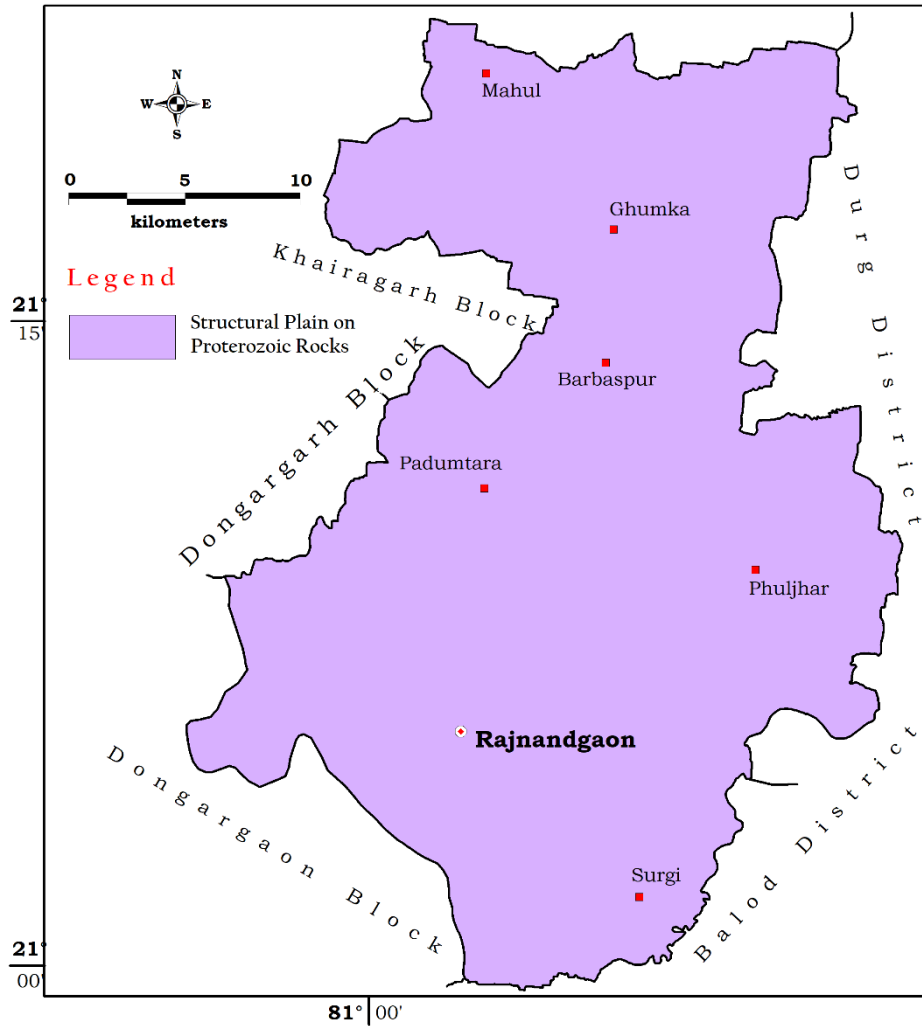 N
W E
S
0 5 10
kilometers
Legend
Structural Plain on
Proterozoic Rocks
Mahul
Ghumka
Khairagarh Block
Durg District
21°
15'
Dongargarh Block
Barbaspur
Padumtara
Phuljhar
Rajnandgaon
Dongargaon Block
Surgi
Balod District
21°
00'
81° 00'